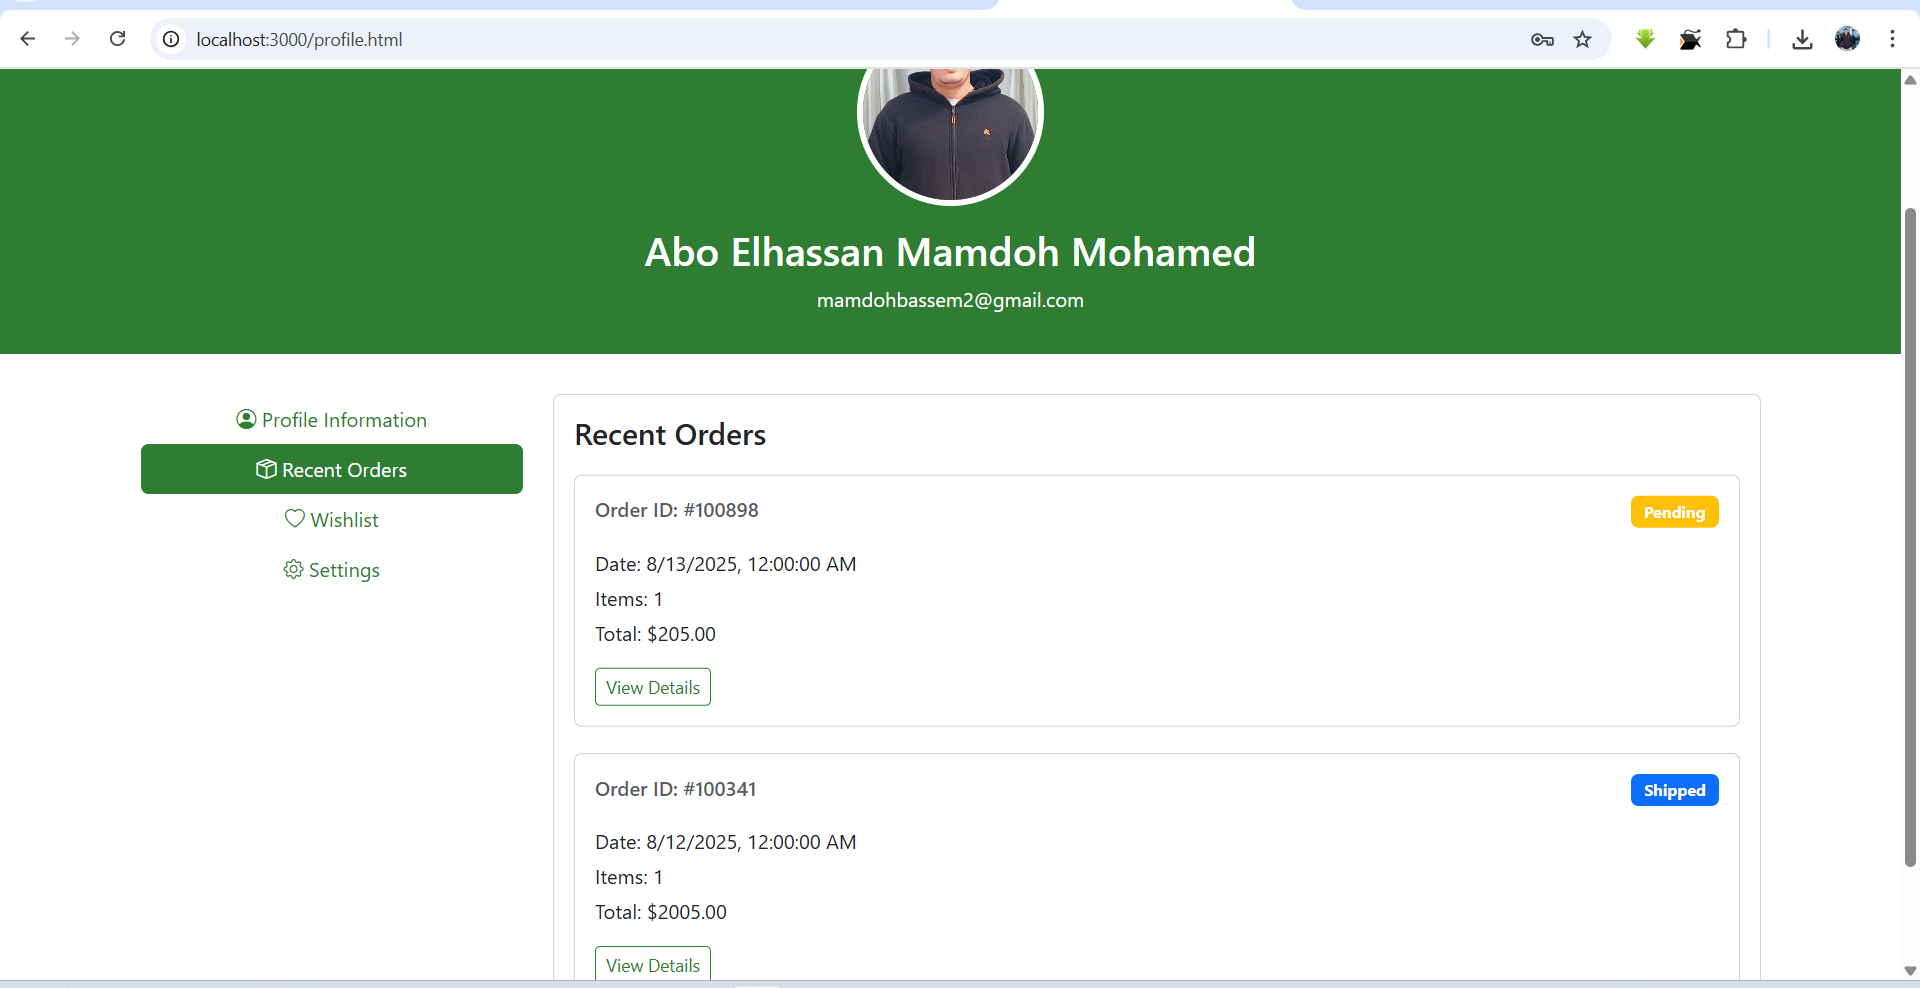 localhost:3000/profile.html
Abo Elhassan Mamdoh Mohamed
mamdohbassem2@gmail.com
Profile Information
Recent Orders
Wishlist
Settings
Recent Orders
Order ID: #100898
Pending
Date: 8/13/2025, 12:00:00 AM
Items: 1
Total: $205.00
View Details
Order ID: #100341
Shipped
Date: 8/12/2025, 12:00:00 AM
Items: 1
Total: $2005.00
View Details